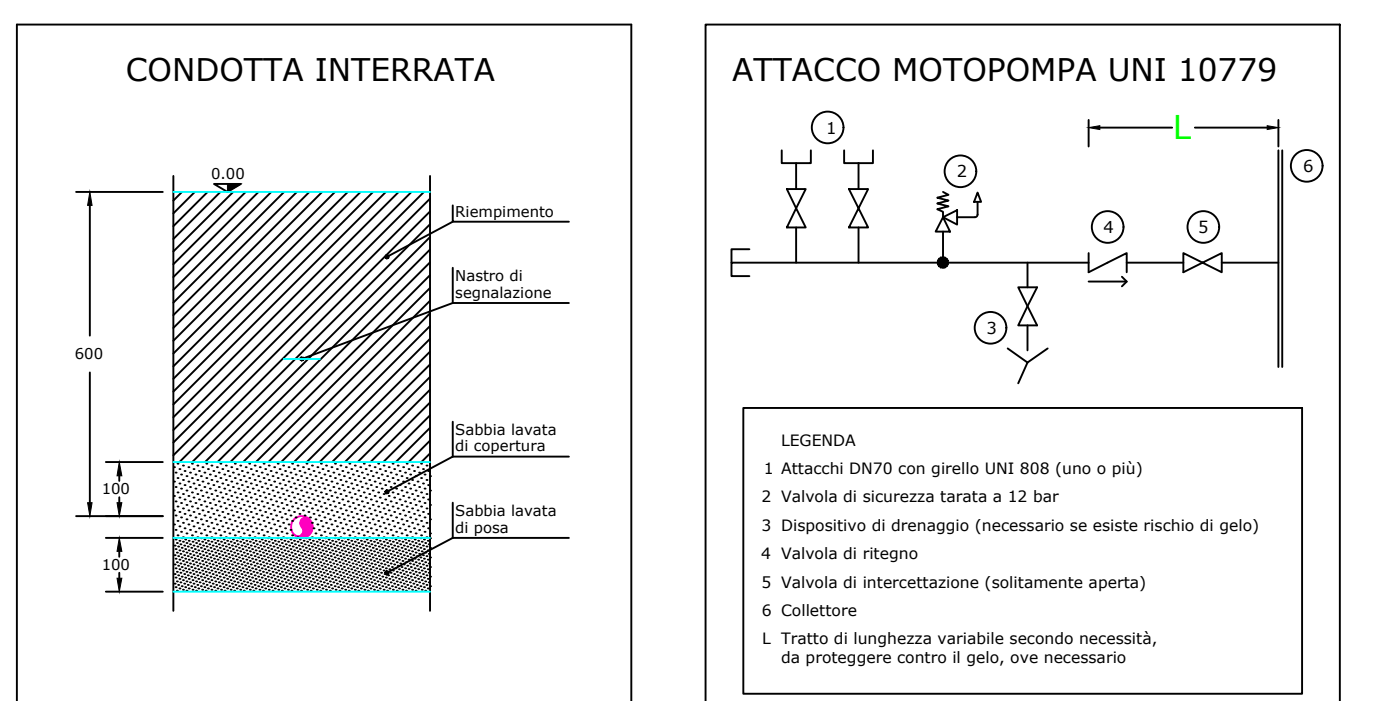 CONDOTTA INTERRATA
0.00
Riempimento
Nastro di
segnalazione
600
Sabbia lavata
di copertura
100
Sabbia lavata
di posa
100
ATTACCO MOTOPOMPA UNI 10779
L
1
2
6
4
5
3
LEGENDA
1 Attacchi DN70 con girello UNI 808 (uno o più)
2 Valvola di sicurezza tarata a 12 bar
3 Dispositivo di drenaggio (necessario se esiste rischio di gelo)
4 Valvola di ritegno
5 Valvola di intercettazione (solitamente aperta)
6 Collettore
L Tratto di lunghezza variabile secondo necessità,
da proteggere contro il gelo, ove necessario